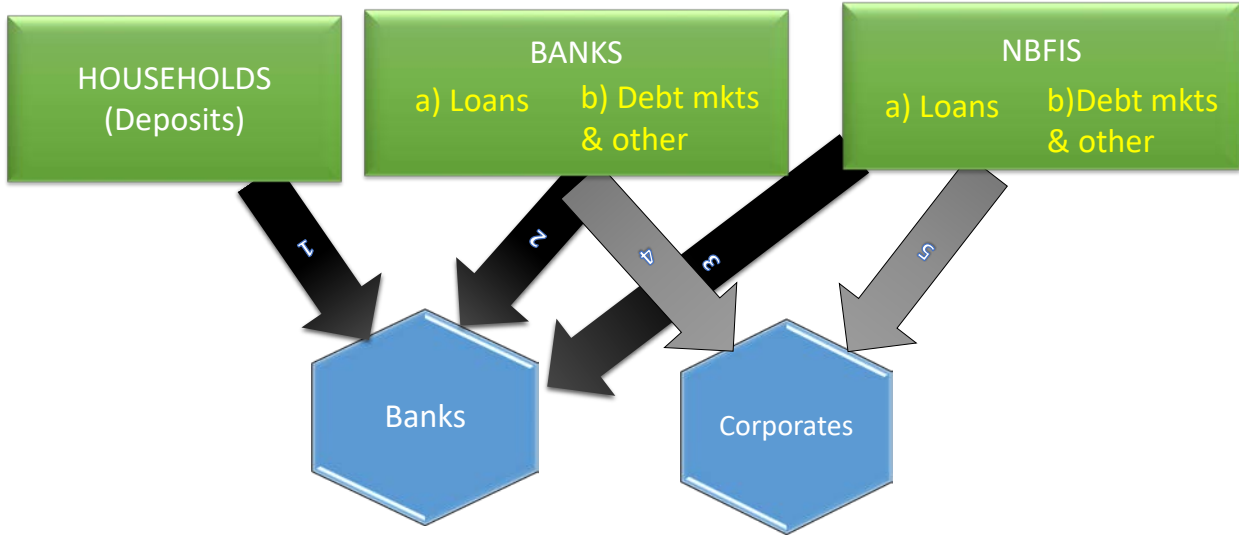 HOUSEHOLDS
(Deposits)
BANKS
a) Loans
b) Debt mkts
& other
NBFIS
a) Loans
b)Debt mkts
& other
1
2
3
4
5
Banks
Corporates